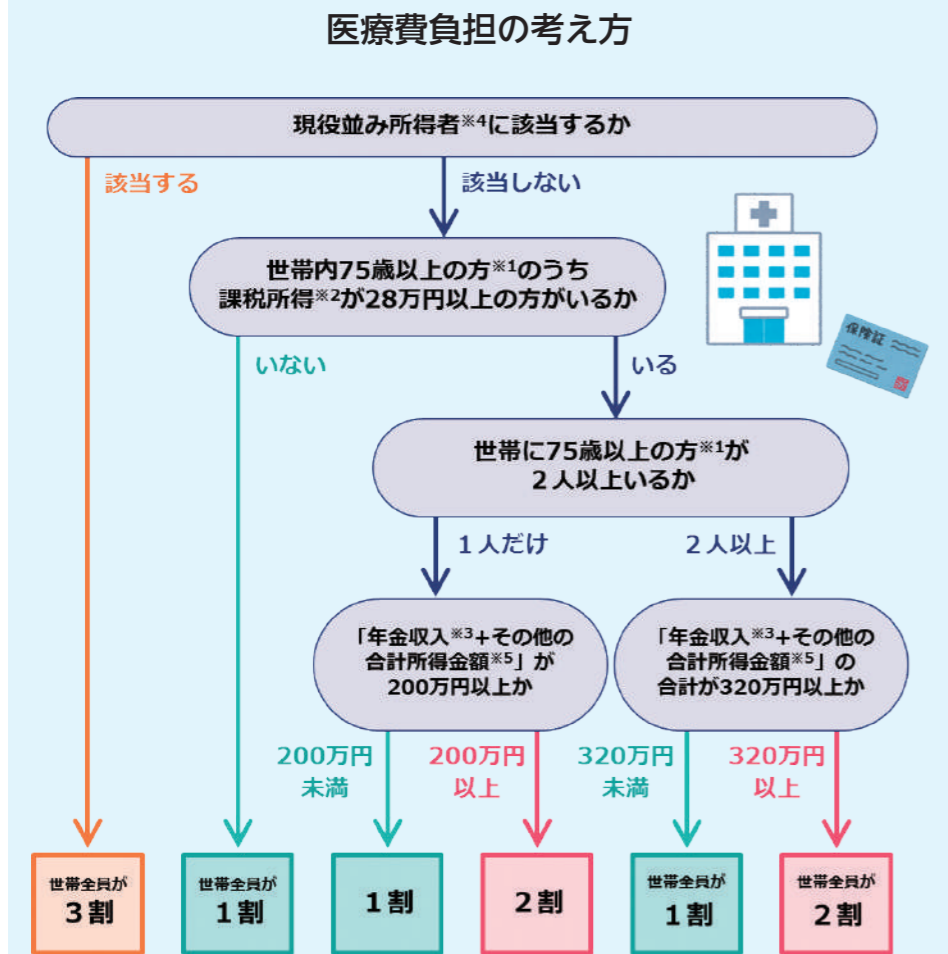 医療費負担の考え方
現役並み所得者※4に該当するか
該当する
該当しない
世帯内75歳以上の方※1のうち
課税所得※2が28万円以上の方がいるか
保険証
いない
いる
世帯に75歳以上の方※1が
2人以上いるか
1人だけ
2人以上
「年金収入※3+その他の
合計所得金額※5」が
200万円以上か
「年金収入※3+その他の
合計所得金額※5」の
合計が320万円以上か
200万円
未満
200万円
以上
320万円
未満
320万円
以上
世帯全員が
3割
世帯全員が
1割
1割
2割
世帯全員が
1割
世帯全員が
2割